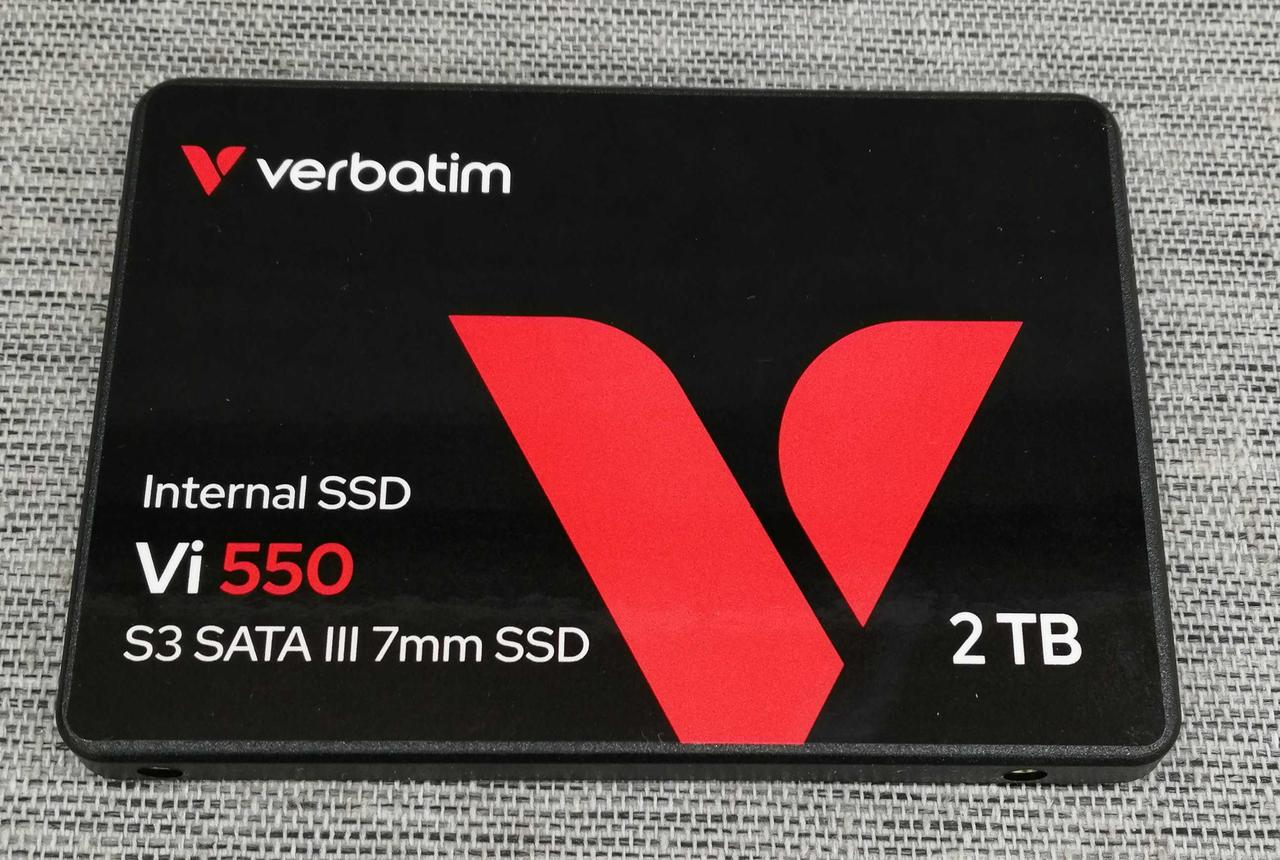 verbatim
Internal SSD
Vi 550
S3 SATA III 7mm SSD
2 TB